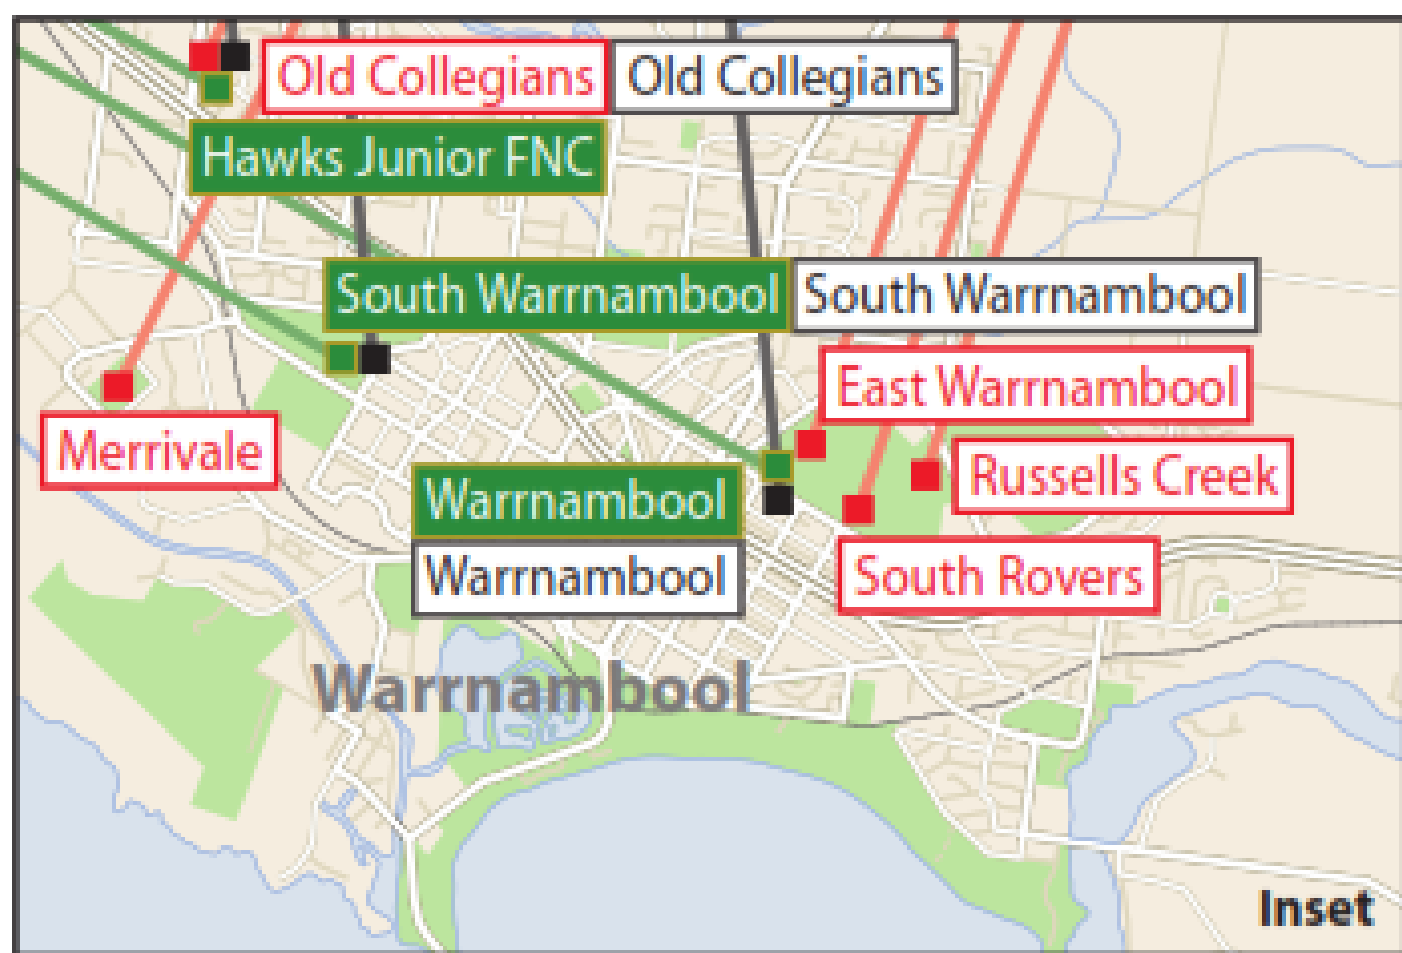 Old Collegians Old Collegians
Hawks Junior FNC
South Warrnambool South Warrnambool
East Warrnambool
Merrivale
Russells Creek
Warrnambool
Warrnambool
South Rovers
Warrnambool
Inset